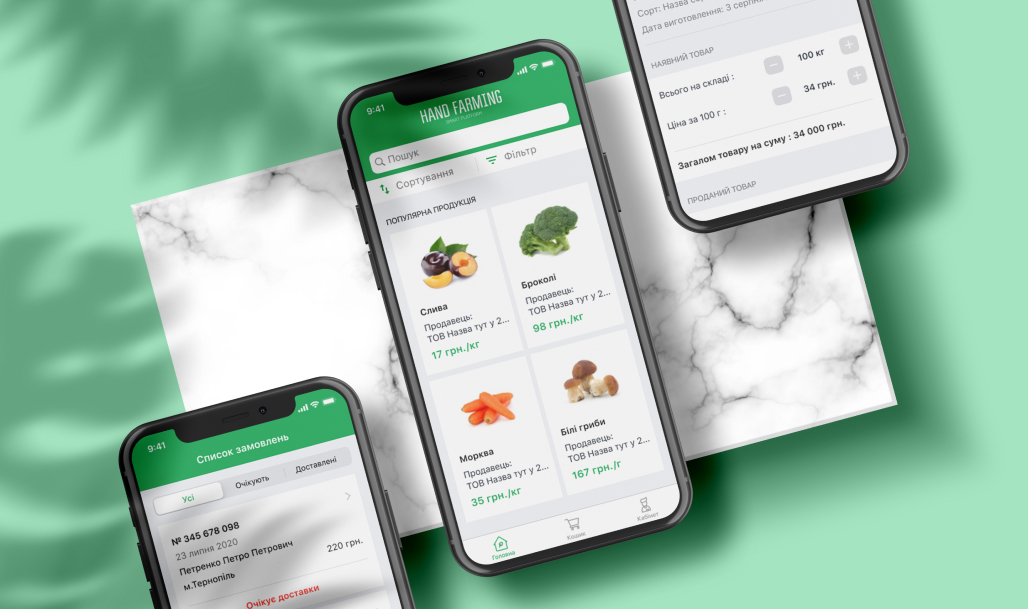 9:41
HAND FARMING
Пошук
Сортування
Фільтр
ПОПУЛЯРНА ПРОДУКЦІЯ
Слива
Продавець:
ТОВ Назва тут у 2...
17 грн./кг
Броколі
Продавець:
ТОВ Назва тут у 2...
98 грн./кг
Морква
Продавець:
ТОВ Назва тут у 2...
35 грн./кг
Білі гриби
Продавець:
ТОВ Назва тут у 2...
167 грн./г
Головна
Кошик
Кабінет
Сорт: Назва
Дата виготовлення: 3 серпня
НАЯВНИЙ ТОВАР
Всього на складі :
100 кг
Ціна за 100 г :
34 грн.
Загалом товару на суму : 34 000 грн.
ПРОДАНИЙ ТОВАР
9:41
Список замовлень
Усі
Очікують
Доставлені
№ 345 678 098
23 липня 2020
Петренко Петро Петрович
м.Тернопіль
220 грн.
Очікує доставки